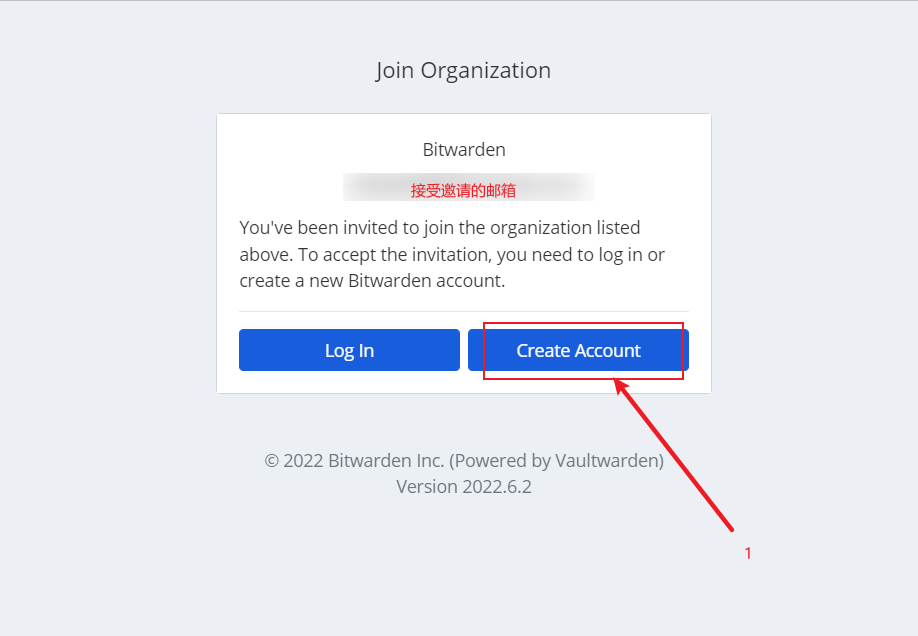 Join Organization
Bitwarden
接受邀请的邮箱
You've been invited to join the organization listed
above. To accept the invitation, you need to log in or
create a new Bitwarden account.
Log In
Create Account
© 2022 Bitwarden Inc. (Powered by Vaultwarden)
Version 2022.6.2
1